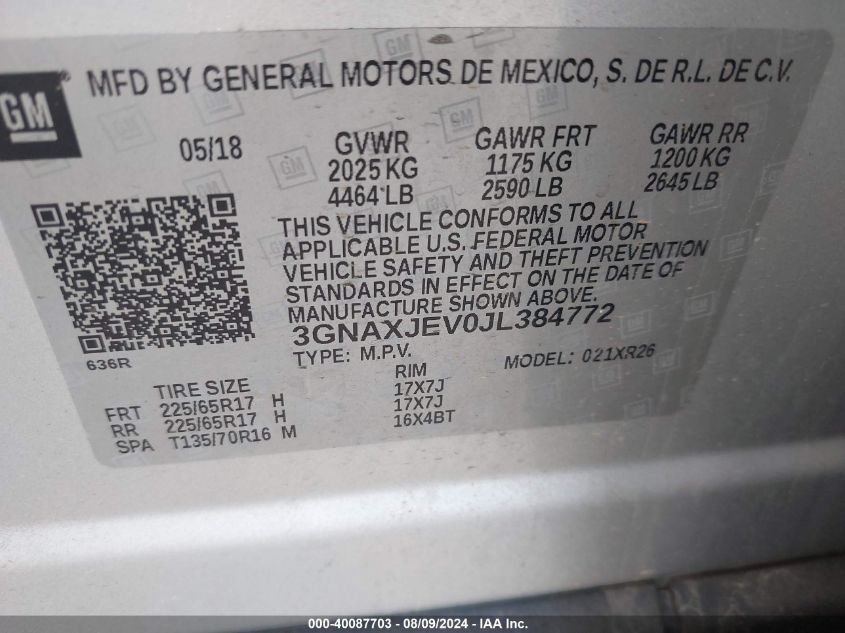 GM
MFD BY GENERAL MOTORS DE MEXICO, S. DE R.L. DE C.V.
05/18 GVWR GAWR FRT GAWR RR
2025 KG 1175 KG 1200 KG
4464 LB 2590 LB 2645 LB
THIS VEHICLE CONFORMS TO ALL
APPLICABLE U.S. FEDERAL MOTOR
VEHICLE SAFETY AND THEFT PREVENTION
STANDARDS IN EFFECT ON THE DATE OF
MANUFACTURE SHOWN ABOVE.
3GNAXJEV0JL384772
636R
TYPE: M.P.V. MODEL: 021XR26
TIRE SIZE RIM
FRT 225/65R17 H 17X7J
RR 225/65R17 H 17X7J
SPA T135/70R16 M 16X4BT
000-40087703 - 08/09/2024 - IAA Inc.